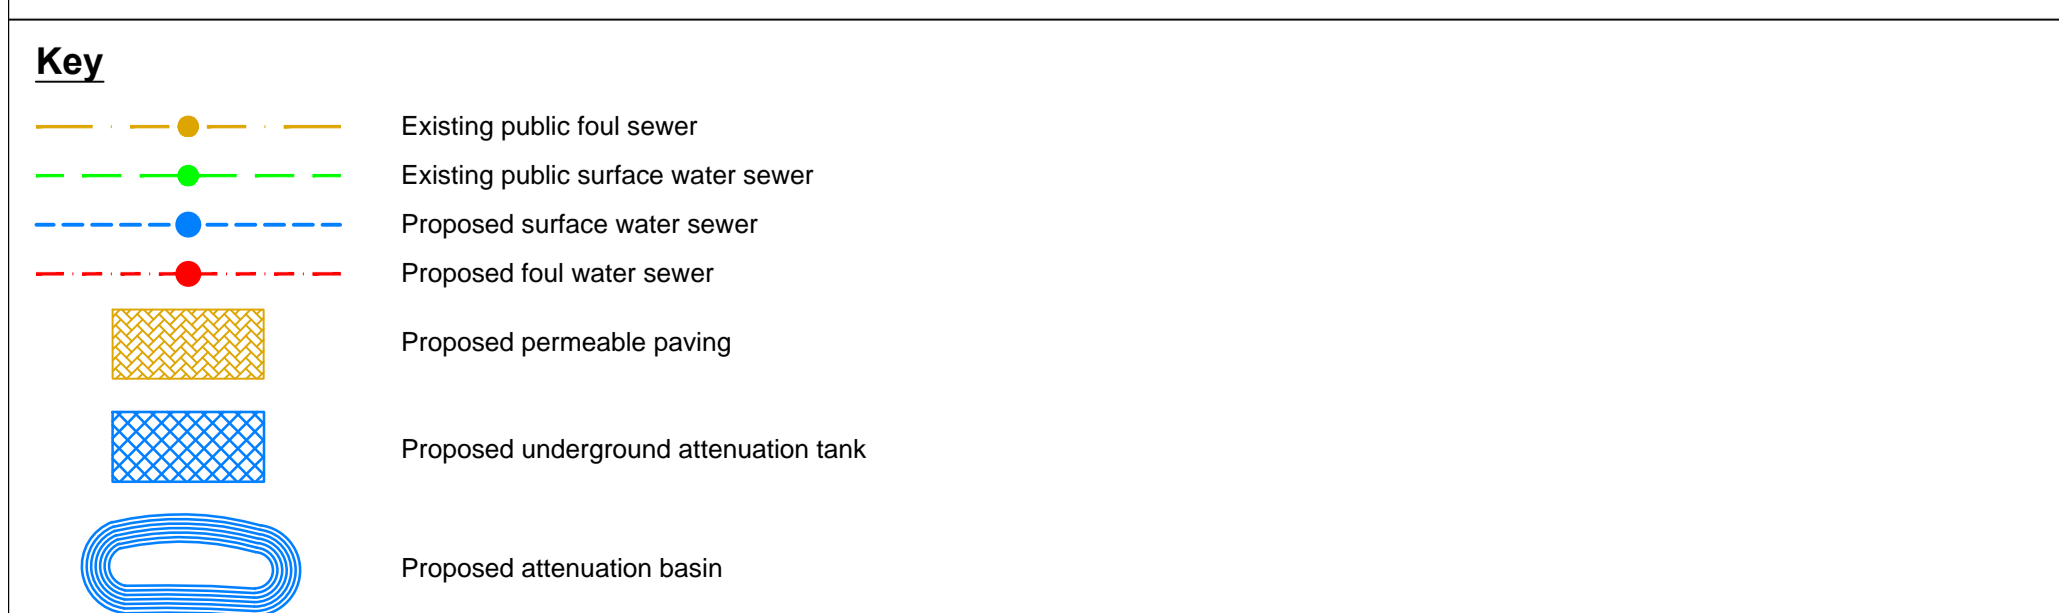 Key
Existing public foul sewer
Existing public surface water sewer
Proposed surface water sewer
Proposed foul water sewer
Proposed permeable paving
Proposed underground attenuation tank
Proposed attenuation basin